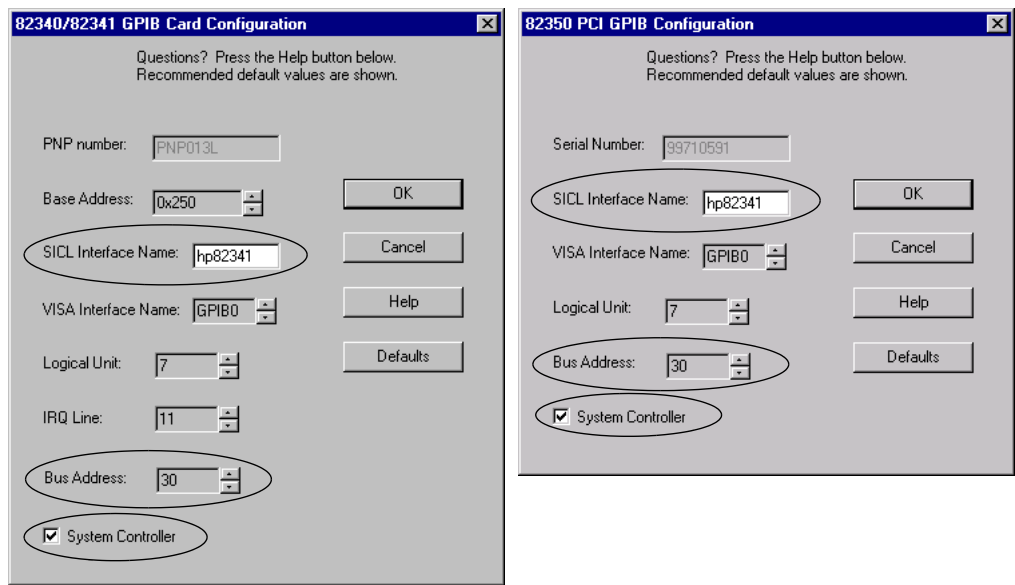 82340/82341 GPIB Card Configuration
Questions? Press the Help button below.
Recommended default values are shown.
PNP number: PNP013L
Base Address: 0x250
OK
SICL Interface Name: hp82341
Cancel
VISA Interface Name: GPIB0
Help
Logical Unit: 7
Defaults
IRQ Line: 11
Bus Address: 30
System Controller
82350 PCI GPIB Configuration
Questions? Press the Help button below.
Recommended default values are shown.
Serial Number: 99710591
SICL Interface Name: hp82341
OK
VISA Interface Name: GPIB0
Cancel
Logical Unit: 7
Help
Bus Address: 30
Defaults
System Controller